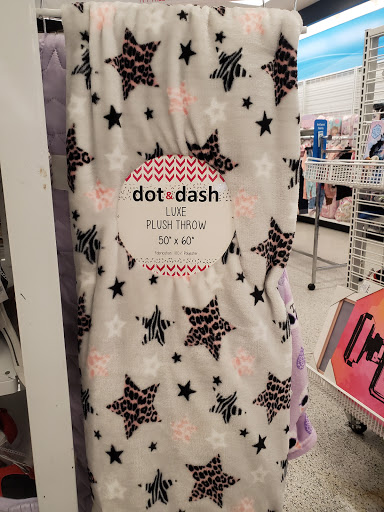 dot&dash
LUXE
PLUSH THROW
50" x 60"